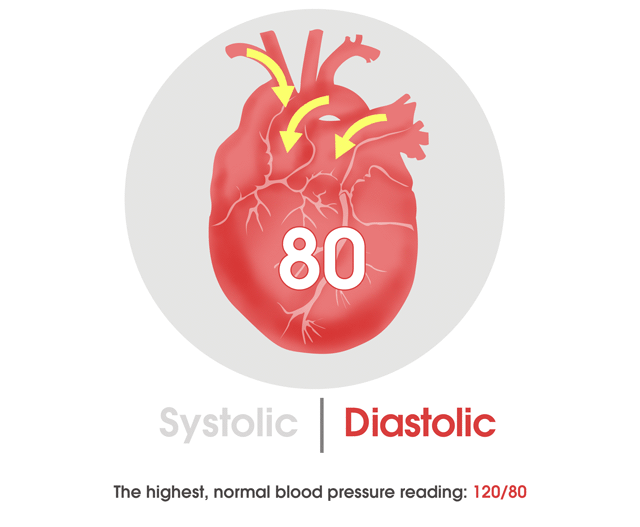 80
Systolic | Diastolic
The highest, normal blood pressure reading: 120/80